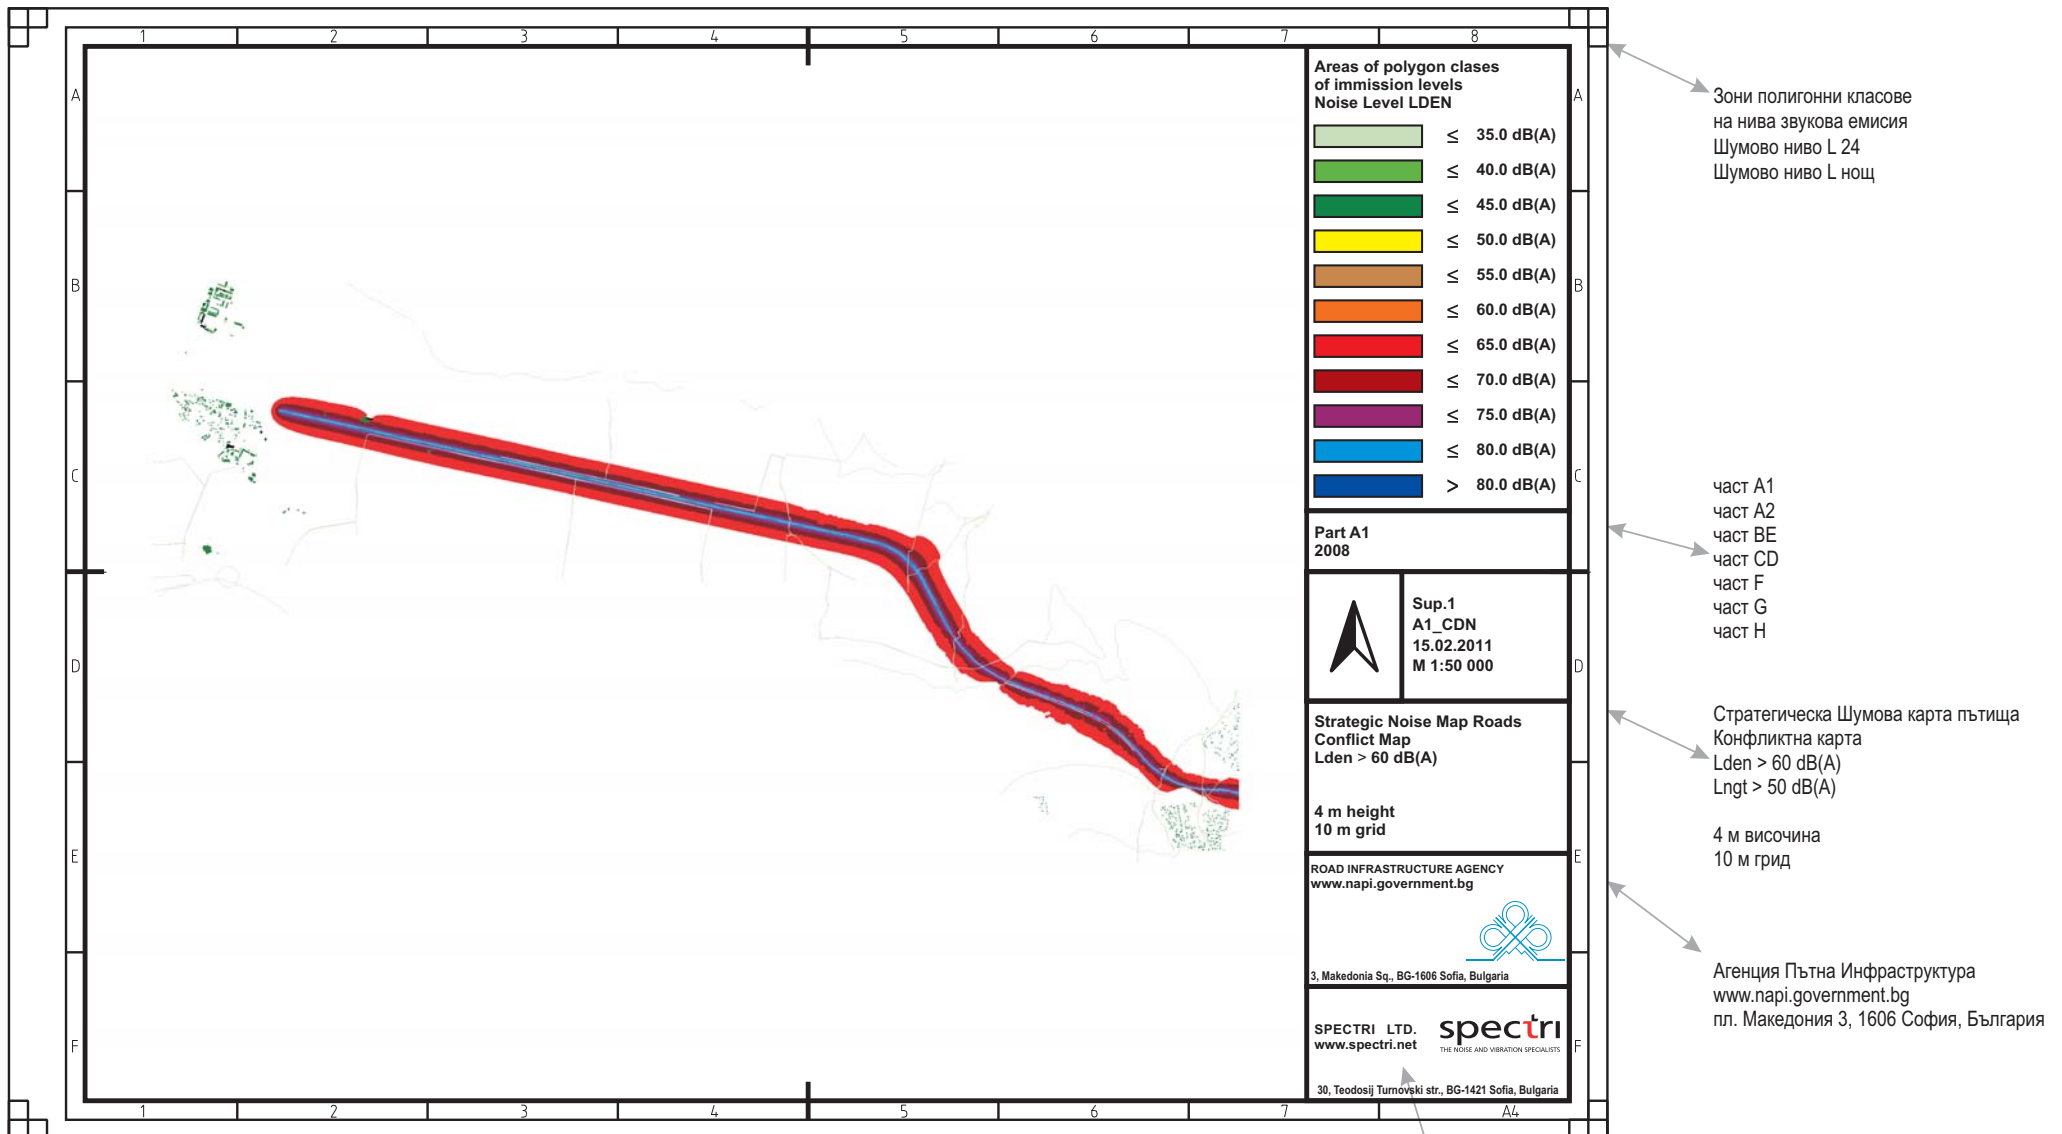 1 2 3 4 5 6 7 8
A
B
C
D
E
F
Areas of polygon clases
of immission levels
Noise Level LDEN
≤ 35.0 dB(A)
≤ 40.0 dB(A)
≤ 45.0 dB(A)
≤ 50.0 dB(A)
≤ 55.0 dB(A)
≤ 60.0 dB(A)
≤ 65.0 dB(A)
≤ 70.0 dB(A)
≤ 75.0 dB(A)
≤ 80.0 dB(A)
> 80.0 dB(A)
Part A1
2008
Sup.1
A1_CDN
15.02.2011
M 1:50 000
Strategic Noise Map Roads
Conflict Map
Lden > 60 dB(A)
4 m height
10 m grid
ROAD INFRASTRUCTURE AGENCY
www.napi.government.bg
3, Makedonia Sq., BG-1606 Sofia, Bulgaria
SPECTRI LTD.
www.spectri.net
spectri
THE NOISE AND VIBRATION SPECIALISTS
30, Teodosij Turnovski str., BG-1421 Sofia, Bulgaria
A
B
C
D
E
F
1 2 3 4 5 6 7 A4
Зони полигонни класове
на нива звукова емисия
Шумово ниво L 24
Шумово ниво L нощ
част A1
част A2
част BE
част CD
част F
част G
част H
Стратегическа Шумова карта пътища
Конфликтна карта
Lden > 60 dB(A)
Lngt > 50 dB(A)
4 м височина
10 м грид
Агенция Пътна Инфраструктура
www.napi.government.bg
пл. Македония 3, 1606 София, България